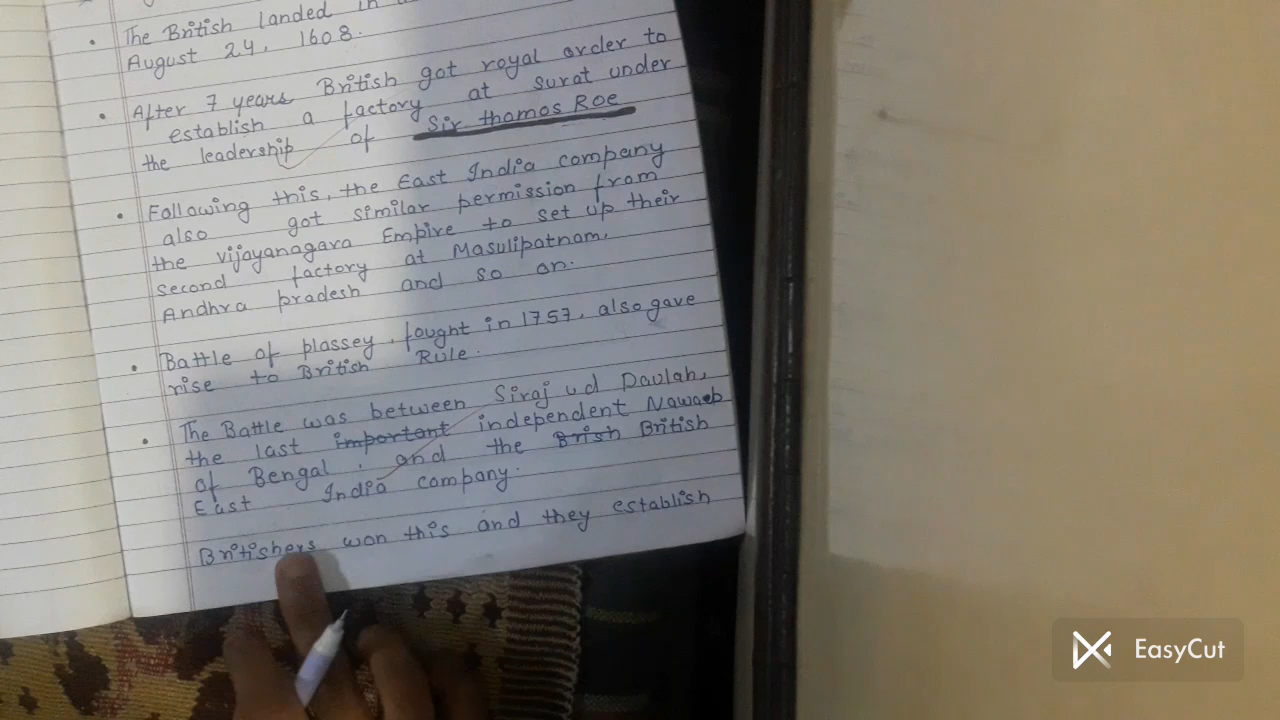 The British landed in
August 24, 1608.
After 7 years British got royal order to
establish a factory at surat under
the leadership of Sir thomos Roe
Following this, the East India company
also got similar permission from
the vijayanagara Empire to set up their
second factory at Masulipatnam,
Andhra pradesh and so on.
Battle of plassey, fought in 1757, also gave
rise to British Rule.
The Battle was between Siraj ud Daulah,
the last important independent Nawaeb
of Bengal, and the Brish British
East India company.
Britishers won this and they establish
EasyCut